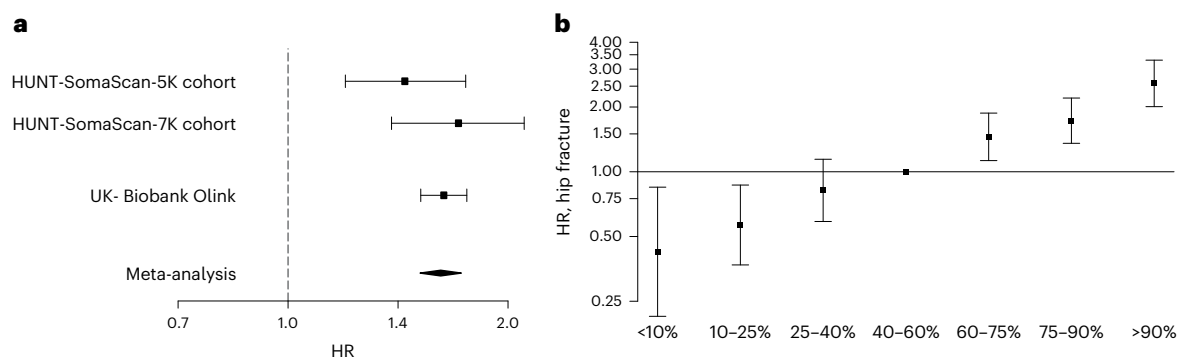 a
HUNT-SomaScan-5K cohort
HUNT-SomaScan-7K cohort
UK- Biobank Olink
Meta-analysis
0.7 1.0 1.4 2.0
HR
b
HR, hip fracture
4.00
3.50
3.00
2.50
2.00
1.50
1.00
0.75
0.50
0.25
<10% 10–25% 25–40% 40–60% 60–75% 75–90% >90%